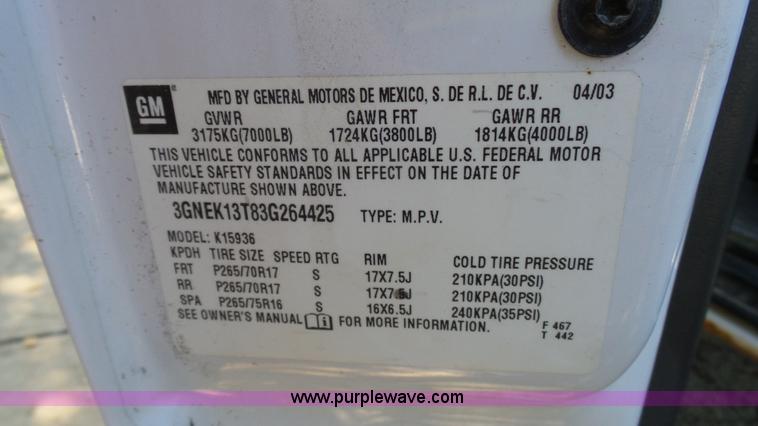 GM
MFD BY GENERAL MOTORS DE MEXICO, S. DE R.L. DE C.V. 04/03
GVWR GAWR FRT GAWR RR
3175KG(7000LB) 1724KG(3800LB) 1814KG(4000LB)
THIS VEHICLE CONFORMS TO ALL APPLICABLE U.S. FEDERAL MOTOR
VEHICLE SAFETY STANDARDS IN EFFECT ON THE DATE OF
MANUFACTURE SHOWN ABOVE.
3GNEK13T83G264425 TYPE: M.P.V.
MODEL: K15936
KPDH TIRE SIZE SPEED RTG RIM COLD TIRE PRESSURE
FRT P265/70R17 S 17X7.5J 210KPA(30PSI)
RR P265/70R17 S 17X7.5J 210KPA(30PSI)
SPA P265/75R16 S 16X6.5J 240KPA(35PSI)
SEE OWNER'S MANUAL FOR MORE INFORMATION. F 467
T 442
www.purplewave.com